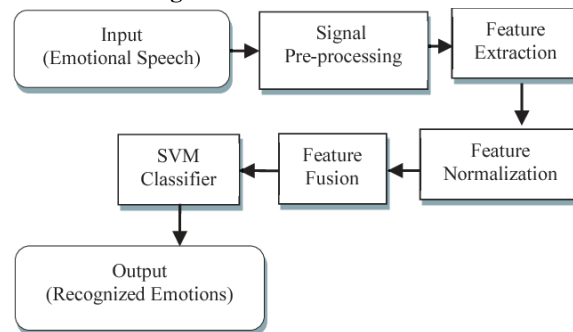 Input
(Emotional Speech)
Signal
Pre-processing
Feature
Extraction
Feature
Normalization
Feature
Fusion
SVM
Classifier
Output
(Recognized Emotions)